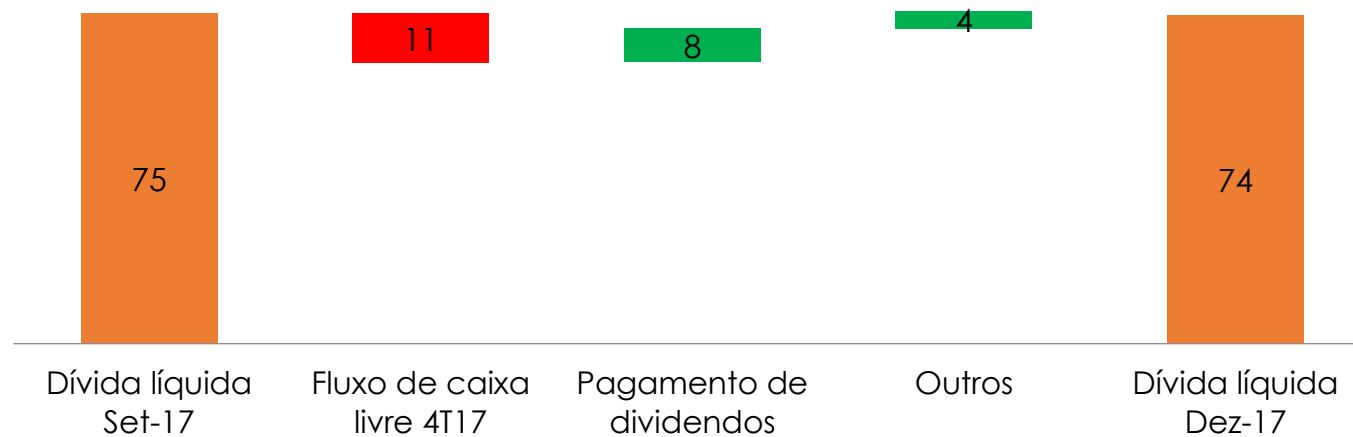 75
11
8
4
74
Dívida líquida
Set-17
Fluxo de caixa
livre 4T17
Pagamento de
dividendos
Outros
Dívida líquida
Dez-17